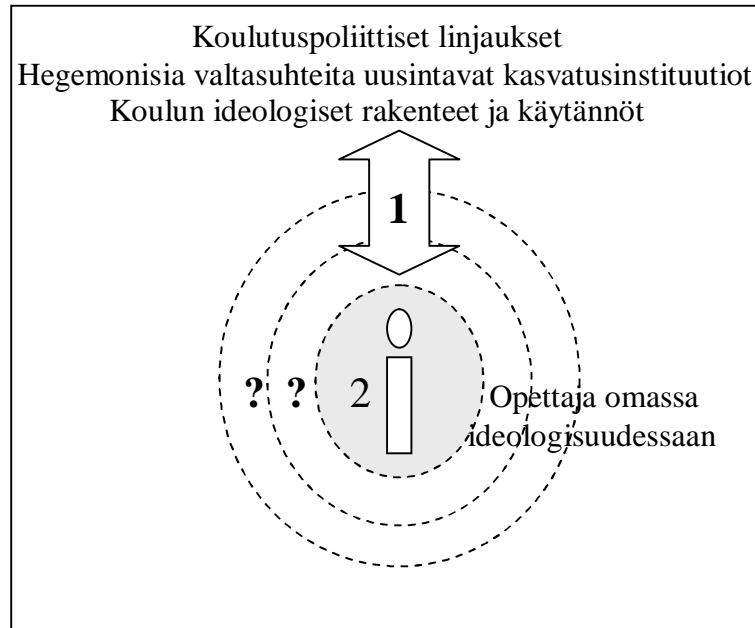 Koulutuspoliittiset linjaukset
Hegemonisia valtasuhteita uusintavat kasvatusinstituutiot
Koulun ideologiset rakenteet ja käytännöt
1
? ? 2
Opettaja omassa
ideologisuudessaan